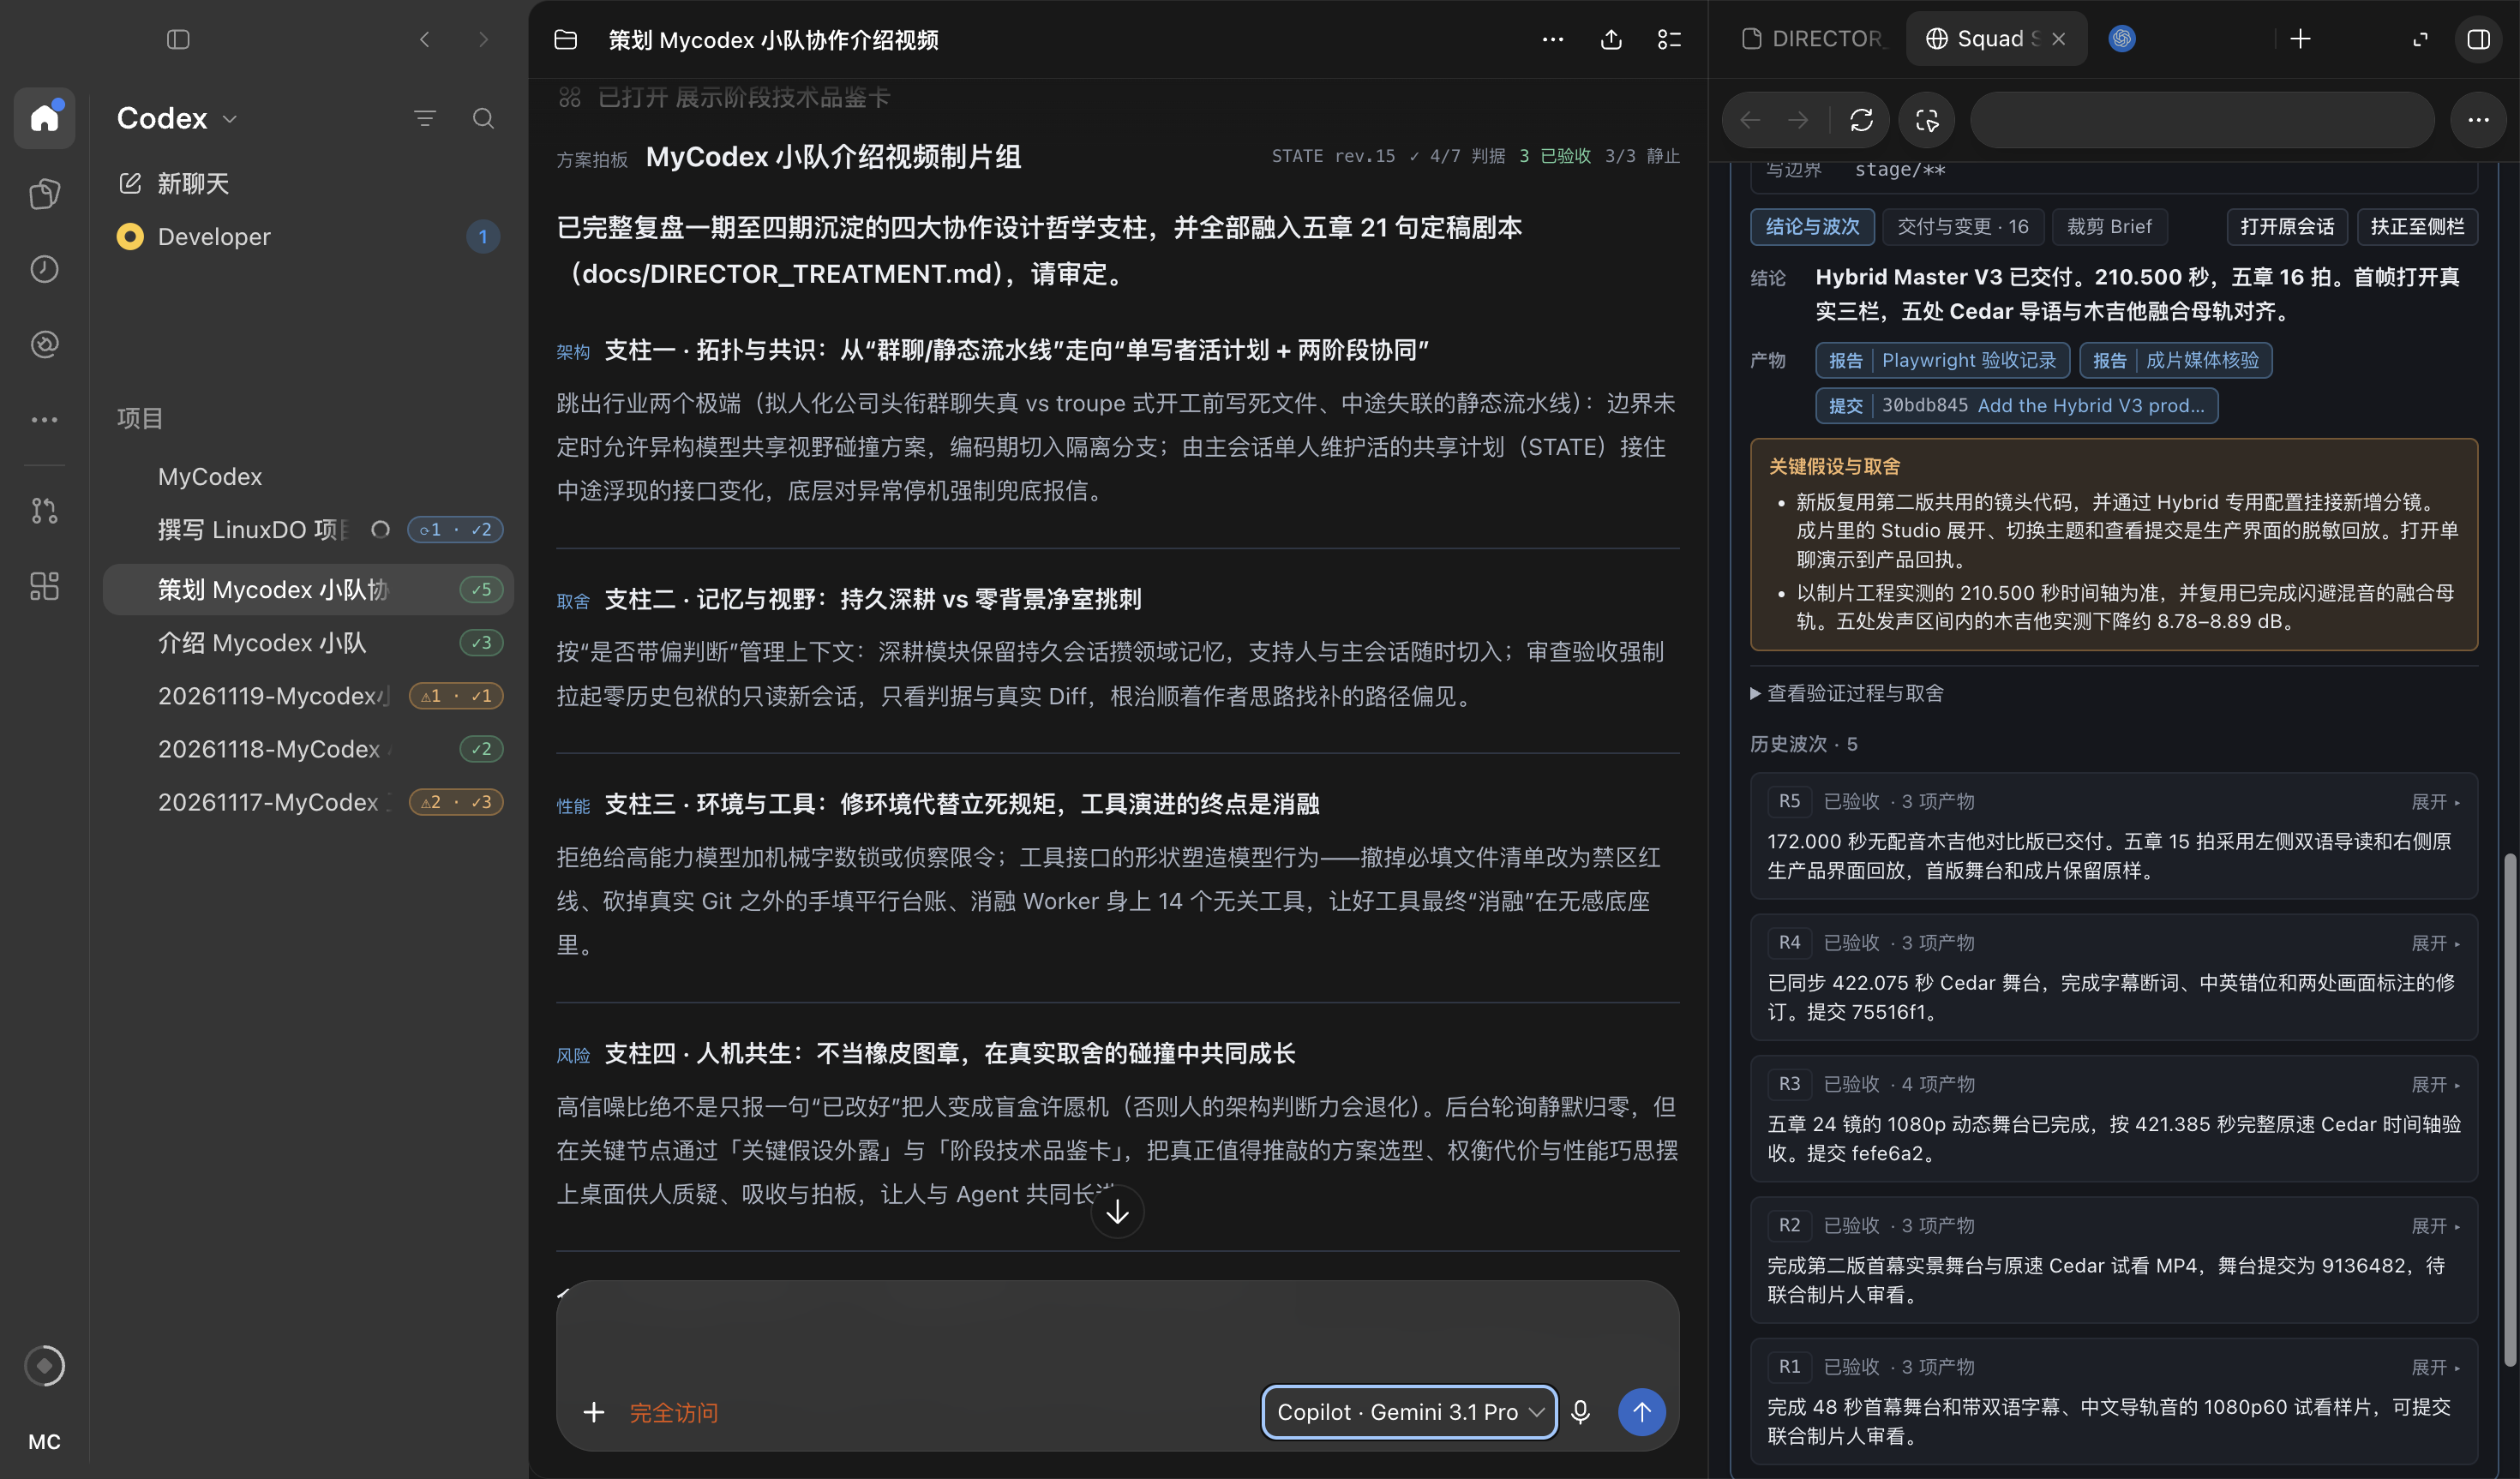 Codex
新聊天
Developer
1
项目
MyCodex
撰写 LinuxDO 项目
⟳1 · ✓2
策划 Mycodex 小队协
✓5
介绍 Mycodex 小队
✓3
20261119-Mycodex小
⚠1 · ✓1
20261118-MyCodex
✓2
20261117-MyCodex
⚠2 · ✓3
MC
策划 Mycodex 小队协作介绍视频
已打开 展示阶段技术品鉴卡
方案拍板 MyCodex 小队介绍视频制片组
STATE rev.15 ✓ 4/7 判据 3 已验收 3/3 静止
已完整复盘一期至四期沉淀的四大协作设计哲学支柱，并全部融入五章 21 句定稿剧本
（docs/DIRECTOR_TREATMENT.md），请审定。
架构 支柱一 · 拓扑与共识：从“群聊/静态流水线”走向“单写者活计划 + 两阶段协同”
跳出行业两个极端（拟人化公司头衔群聊失真 vs troupe 式开工前写死文件、中途失联的静态流水线）：边界未
定时允许异构模型共享视野碰撞方案，编码期切入隔离分支；由主会话单人维护活的共享计划（STATE）接住
中途浮现的接口变化，底层对异常停机强制兜底报信。
取舍 支柱二 · 记忆与视野：持久深耕 vs 零背景净室挑刺
按“是否带偏判断”管理上下文：深耕模块保留持久会话攒领域记忆，支持人与主会话随时切入；审查验收强制
拉起零历史包袱的只读新会话，只看判据与真实 Diff，根治顺着作者思路找补的路径偏见。
性能 支柱三 · 环境与工具：修环境代替立死规矩，工具演进的终点是消融
拒绝给高能力模型加机械字数锁或侦察限令；工具接口的形状塑造模型行为——撤掉必填文件清单改为禁区红
线、砍掉真实 Git 之外的手填平行台账、消融 Worker 身上 14 个无关工具，让好工具最终“消融”在无感底座
里。
风险 支柱四 · 人机共生：不当橡皮图章，在真实取舍的碰撞中共同成长
高信噪比绝不是只报一句“已改好”把人变成盲盒许愿机（否则人的架构判断力会退化）。后台轮询静默归零，但
在关键节点通过「关键假设外露」与「阶段技术品鉴卡」，把真正值得推敲的方案选型、权衡代价与性能巧思摆
上桌面供人质疑、吸收与拍板，让人与 Agent 共同长进
完全访问
Copilot · Gemini 3.1 Pro
DIRECTOR_
Squad S
写边界 stage/**
结论与波次
交付与变更 · 16
裁剪 Brief
打开原会话
扶正至侧栏
结论 Hybrid Master V3 已交付。210.500 秒，五章 16 拍。首帧打开真
实三栏，五处 Cedar 导语与木吉他融合母轨对齐。
产物 报告 Playwright 验收记录 报告 成片媒体核验
提交 30bdb845 Add the Hybrid V3 prod...
关键假设与取舍
• 新版复用第二版共用的镜头代码，并通过 Hybrid 专用配置挂接新增分镜。
成片里的 Studio 展开、切换主题和查看提交是生产界面的脱敏回放。打开单
聊演示到产品回执。
• 以制片工程实测的 210.500 秒时间轴为准，并复用已完成闪避混音的融合母
轨。五处发声区间内的木吉他实测下降约 8.78–8.89 dB。
▶ 查看验证过程与取舍
历史波次 · 5
R5 已验收 · 3 项产物 展开 ▸
172.000 秒无配音木吉他对比版已交付。五章 15 拍采用左侧双语导读和右侧原
生产品界面回放，首版舞台和成片保留原样。
R4 已验收 · 3 项产物 展开 ▸
已同步 422.075 秒 Cedar 舞台，完成字幕断词、中英错位和两处画面标注的修
订。提交 75516f1。
R3 已验收 · 4 项产物 展开 ▸
五章 24 镜的 1080p 动态舞台已完成，按 421.385 秒完整原速 Cedar 时间轴验
收。提交 fefe6a2。
R2 已验收 · 3 项产物 展开 ▸
完成第二版首幕实景舞台与原速 Cedar 试看 MP4，舞台提交为 9136482，待
联合制片人审看。
R1 已验收 · 3 项产物 展开 ▸
完成 48 秒首幕舞台和带双语字幕、中文导轨音的 1080p60 试看样片，可提交
联合制片人审看。